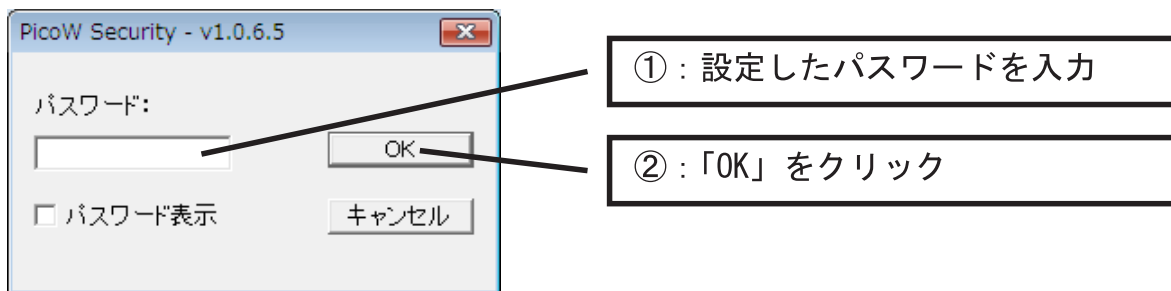 PicoW Security - v1.0.6.5
パスワード:
OK
パスワード表示
キャンセル
①：設定したパスワードを入力
②：「OK」をクリック